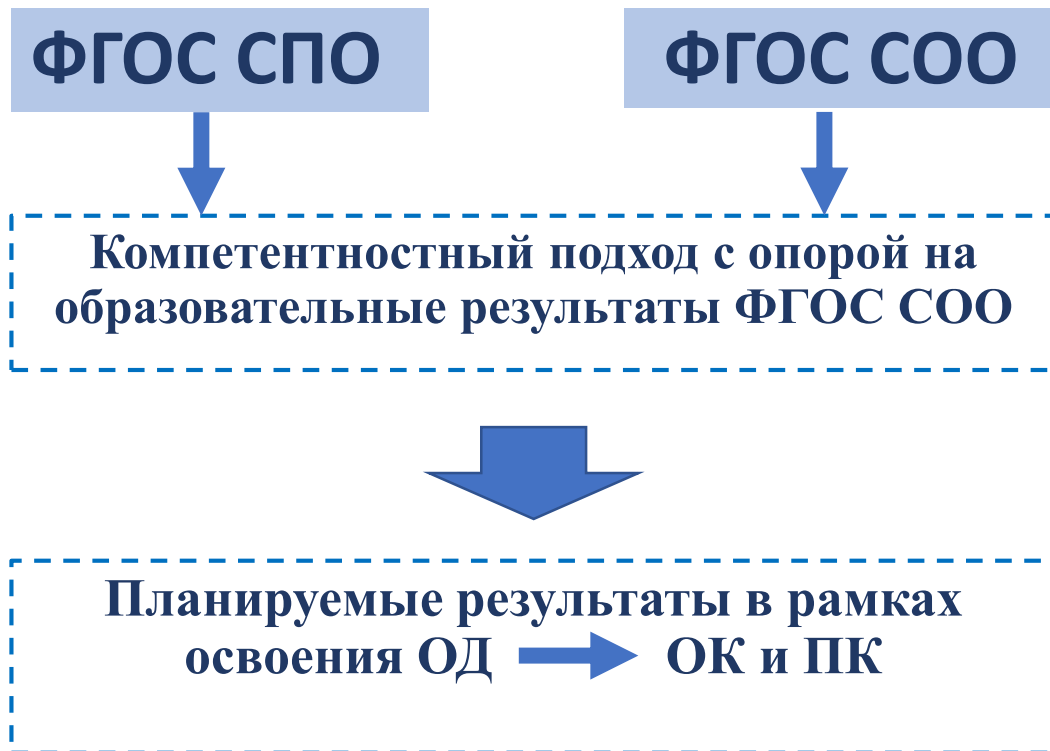 ФГОС СПО
ФГОС СОО
Компетентностный подход с опорой на
образовательные результаты ФГОС СОО
Планируемые результаты в рамках
освоения ОД ОК и ПК